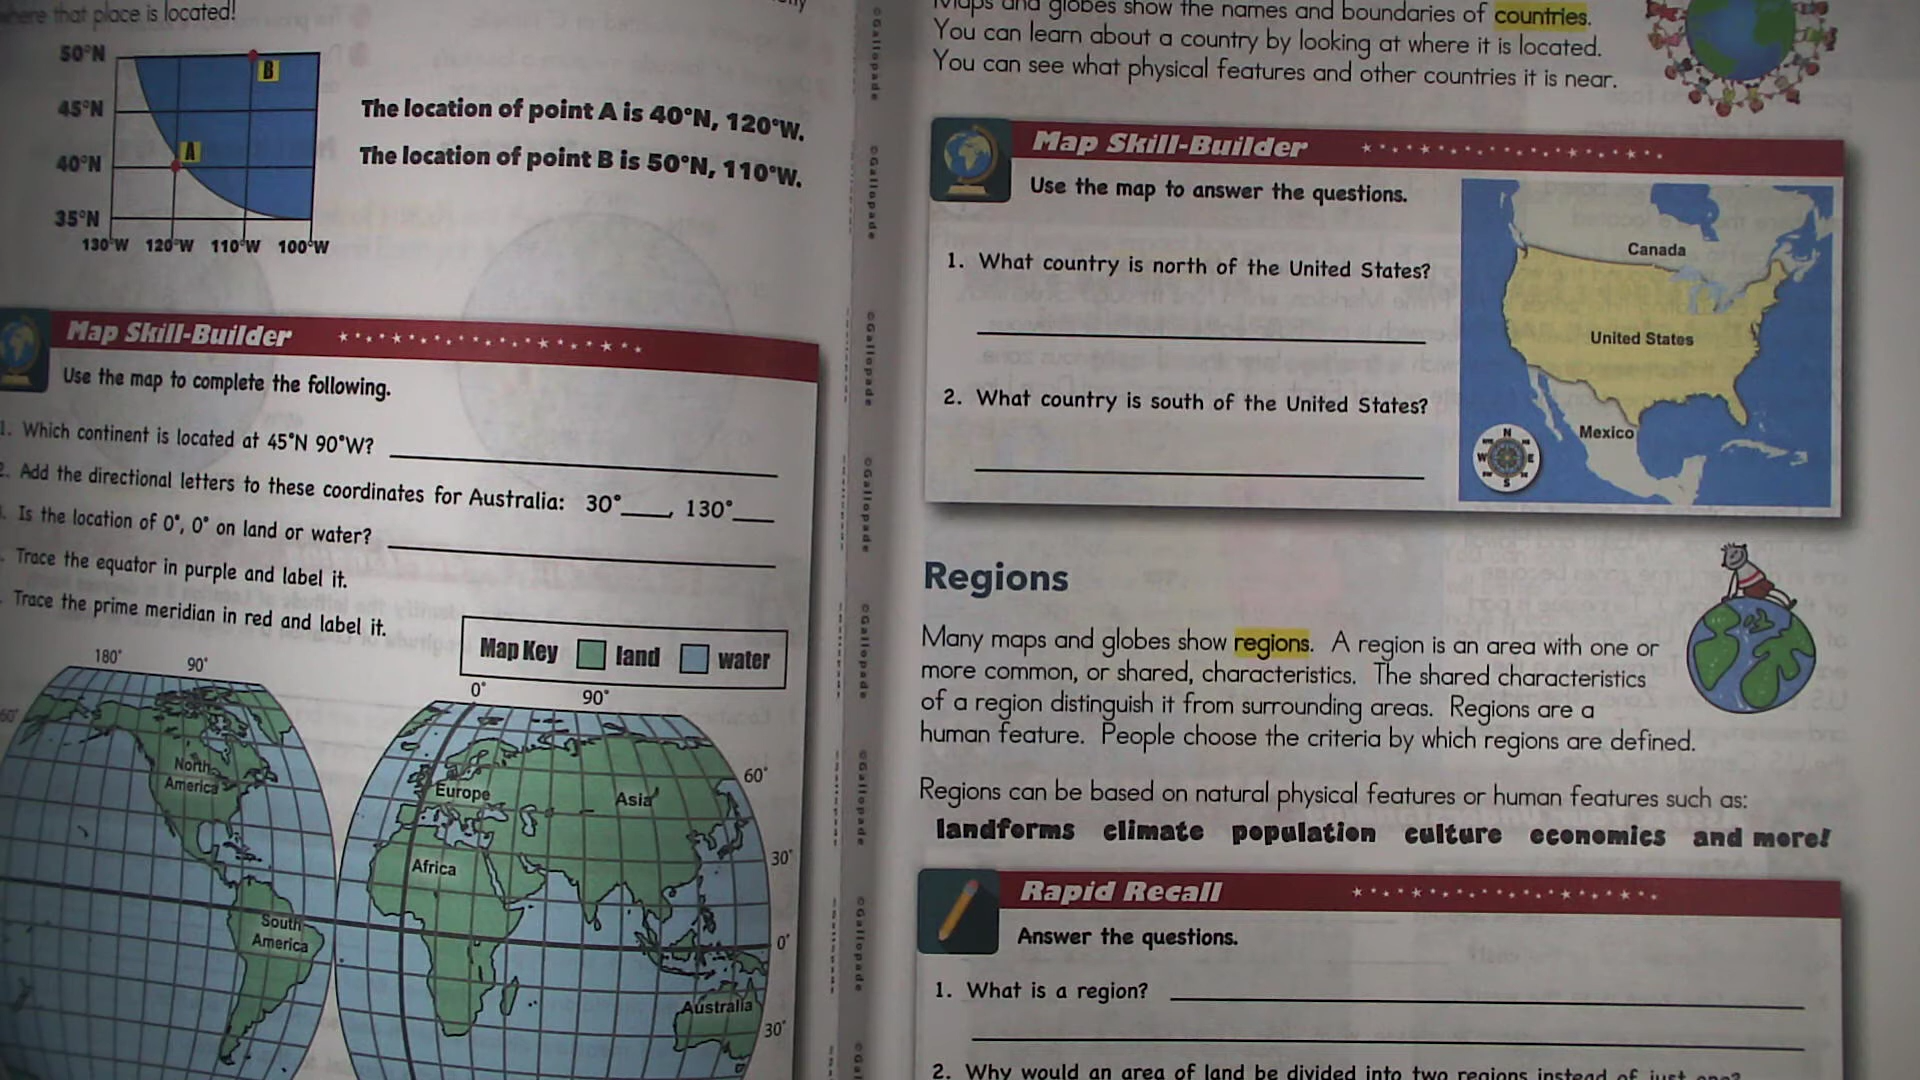 where that place is located!
50°N
B
45°N
A
40°N
35°N
130°W 120°W 110°W 100°W
The location of point A is 40°N, 120°W.
The location of point B is 50°N, 110°W.
Map Skill-Builder
Use the map to complete the following.
1. Which continent is located at 45°N 90°W?
2. Add the directional letters to these coordinates for Australia: 30°____, 130°____
. Is the location of 0°, 0° on land or water?
. Trace the equator in purple and label it.
. Trace the prime meridian in red and label it.
Map Key land water
180° 90° 0° 90°
60°
60°
North
America
Europe
Asia
30°
Africa
South
America
0°
Australia
30°
©Gallopade
©Gallopade
©Gallopade
©Gallopade
©Gallopade
©Gallopade
©Gallopade
©Gal
Maps and globes show the names and boundaries of countries.
You can learn about a country by looking at where it is located.
You can see what physical features and other countries it is near.
Map Skill-Builder
Use the map to answer the questions.
1. What country is north of the United States?
2. What country is south of the United States?
Canada
United States
Mexico
N
W E
S
Regions
Many maps and globes show regions. A region is an area with one or
more common, or shared, characteristics. The shared characteristics
of a region distinguish it from surrounding areas. Regions are a
human feature. People choose the criteria by which regions are defined.
Regions can be based on natural physical features or human features such as:
landforms climate population culture economics and more!
Rapid Recall
Answer the questions.
1. What is a region?
2. Why would an area of land be divided into two regions instead of just one?